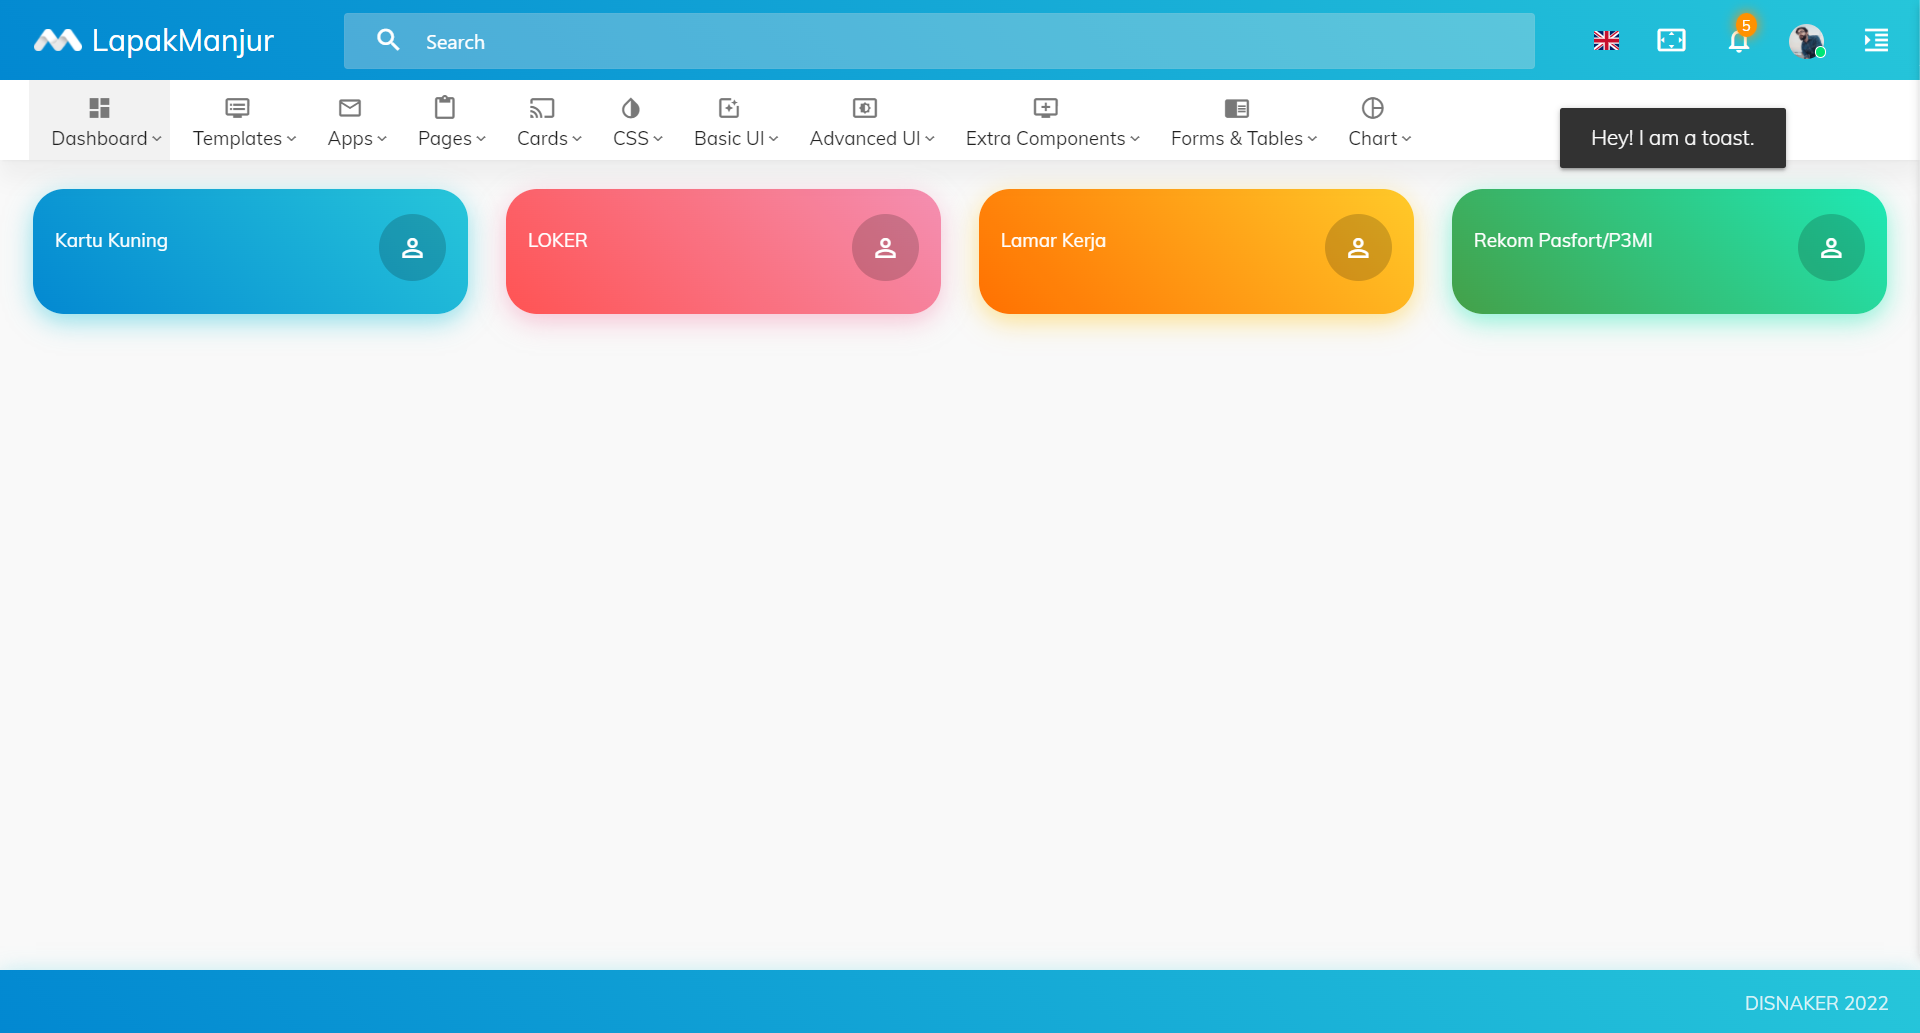 LapakManjur
Search
5
Dashboard
Templates
Apps
Pages
Cards
CSS
Basic UI
Advanced UI
Extra Components
Forms & Tables
Chart
Hey! I am a toast.
Kartu Kuning
LOKER
Lamar Kerja
Rekom Pasfort/P3MI
DISNAKER 2022